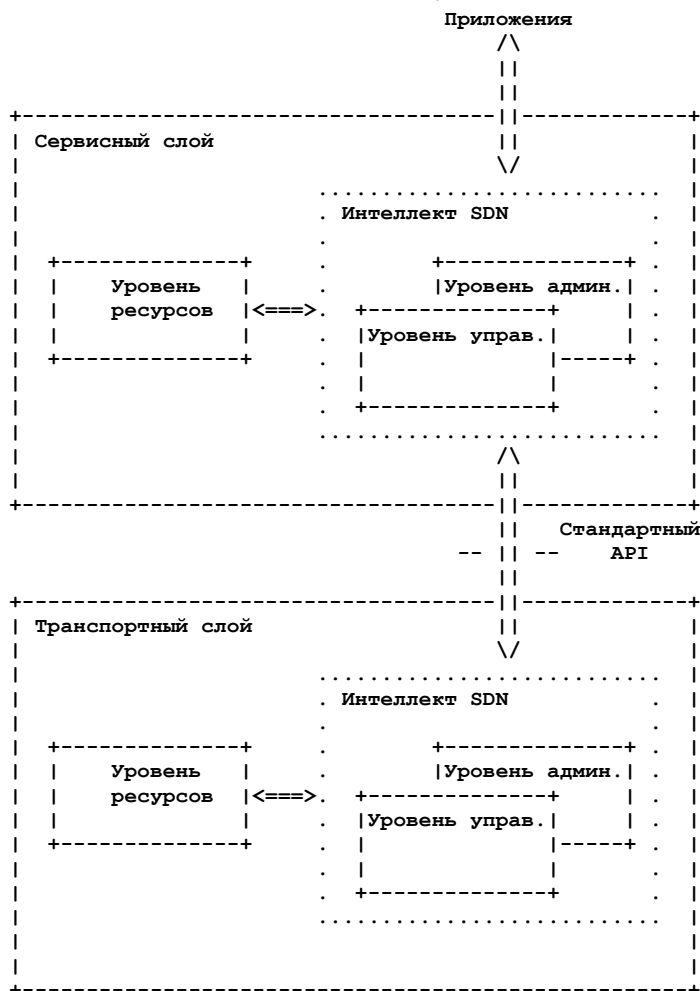 Приложения
Сервисный слой
Интеллект SDN
Уровень админ.
Уровень
ресурсов
Уровень управ.
Стандартный
API
Транспортный слой
Интеллект SDN
Уровень админ.
Уровень
ресурсов
Уровень управ.